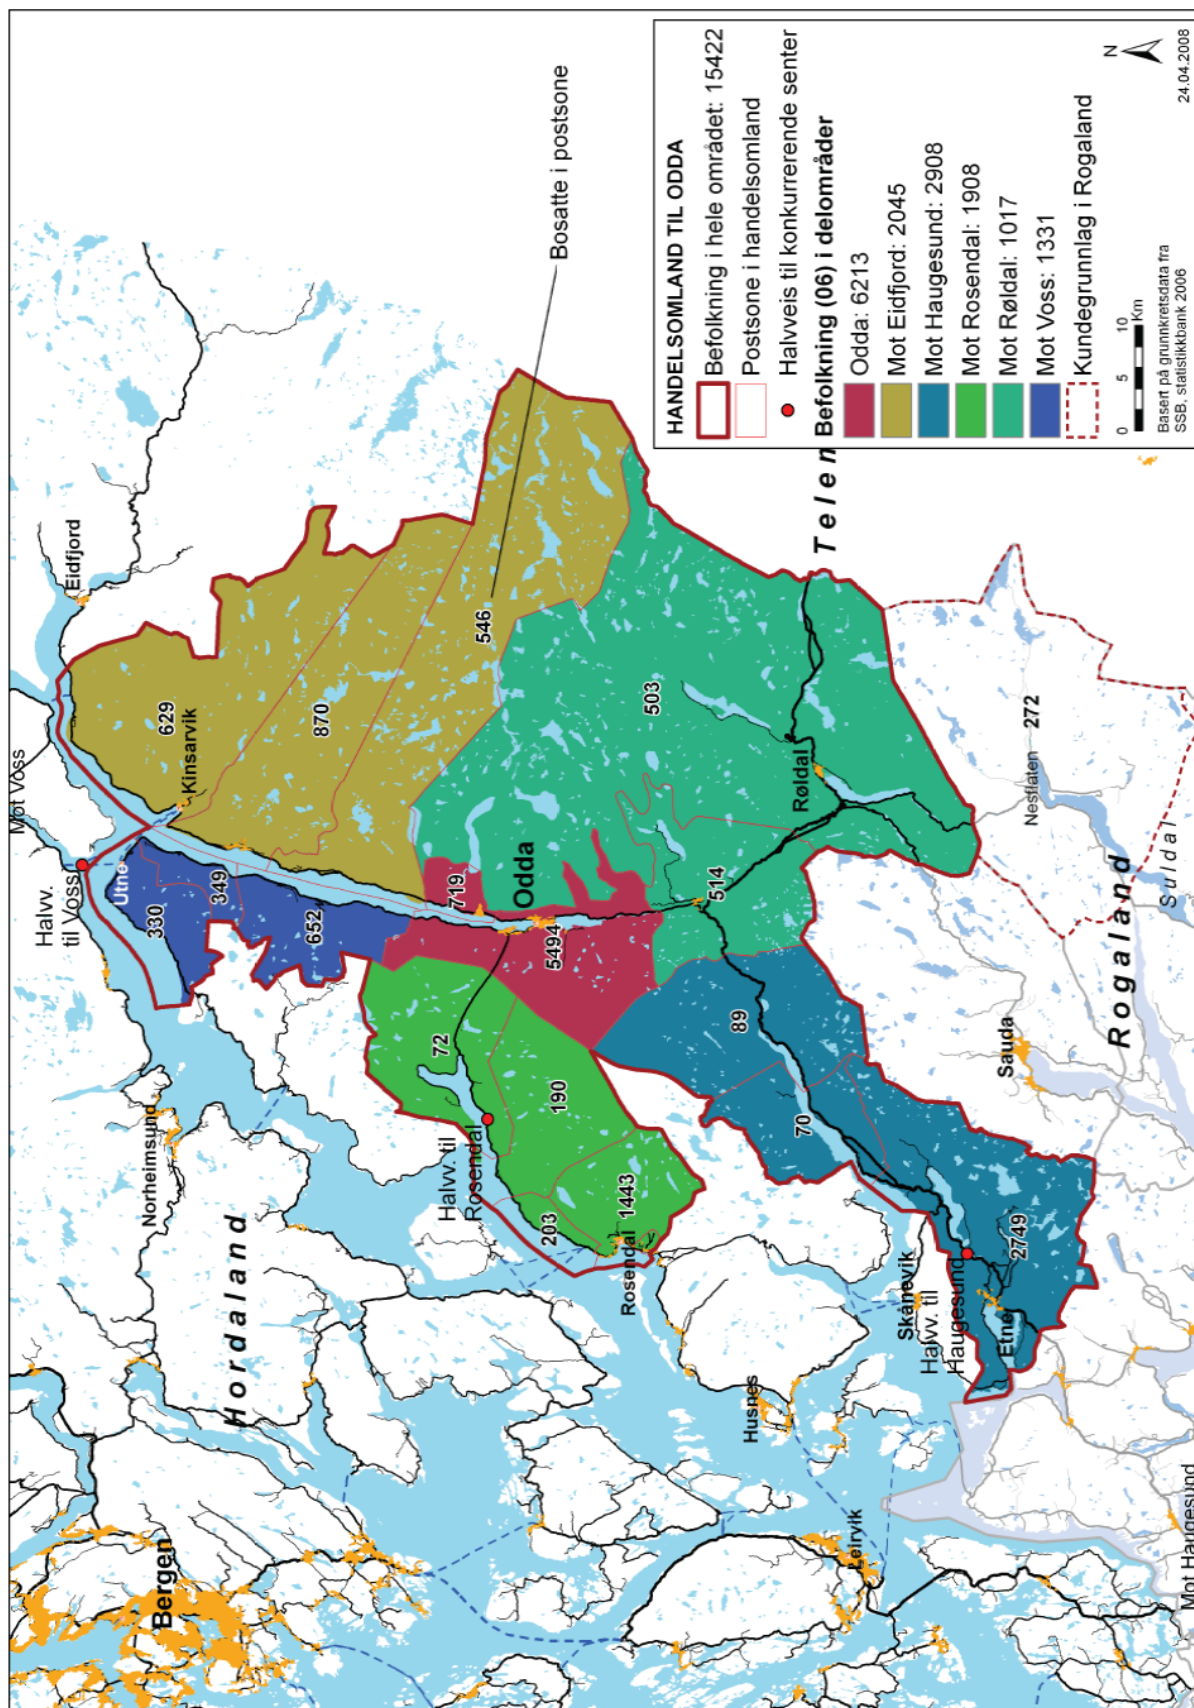 Mot Voss
Halvv.
til Voss
Utne
Eidfjord
Kinsarvik
629
870
546
330
349
652
Bosatte i postsone
Norheimsund
Hordaland
Bergen
719
Odda
5494
503
72
190
Halvv. til
Rosendal
203
1443
Rosendal
514
Røldal
Telem
89
70
Husnes
Skånevik
Halvv. til
Haugesund
Etne
2749
Leirvik
Sauda
Nesflaten
272
Suldal
Rogaland
Mot Haugesund
HANDELSOMLAND TIL ODDA
Befolkning i hele området: 15422
Postsone i handelsomland
Halvveis til konkurrerende senter
Befolkning (06) i delområder
Odda: 6213
Mot Eidfjord: 2045
Mot Haugesund: 2908
Mot Rosendal: 1908
Mot Røldal: 1017
Mot Voss: 1331
Kundegrunnlag i Rogaland
0 5 10
Km
Basert på grunnkretsdata fra
SSB, statistikkbank 2006
N
24.04.2008